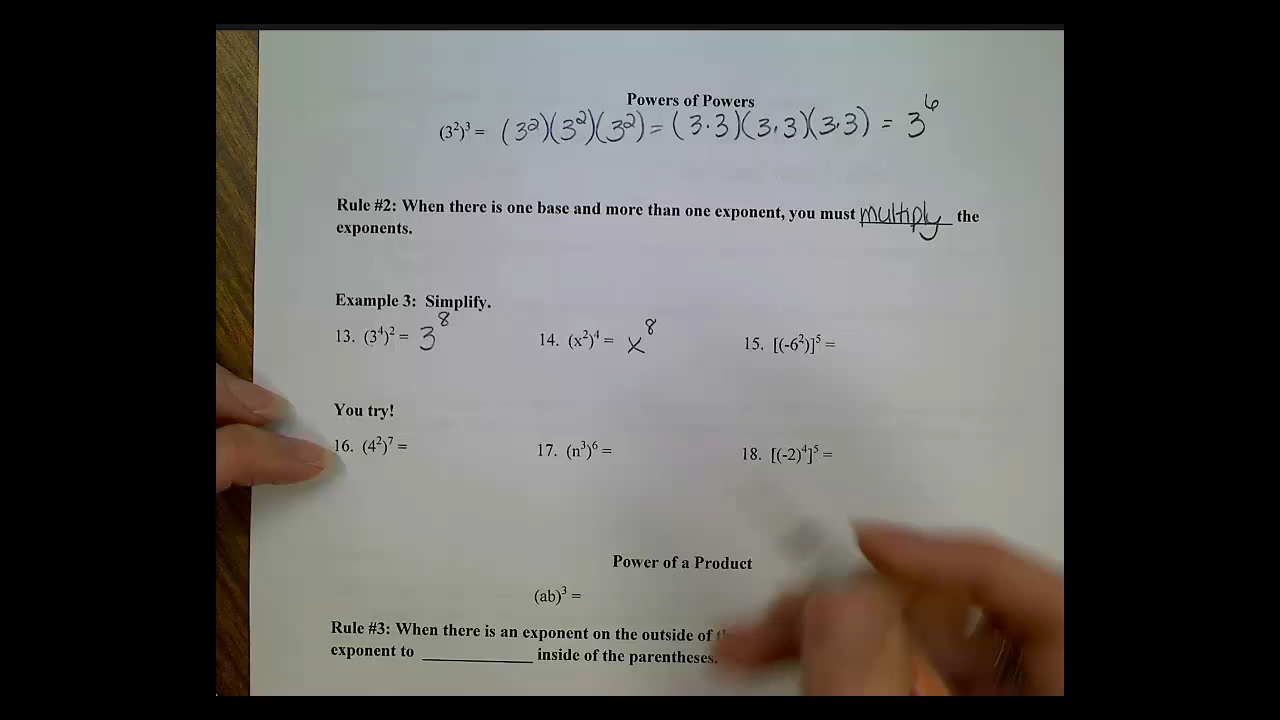 Powers of Powers
(3²)³ = (3²)(3²)(3²) = (3·3)(3·3)(3·3) = 3⁶
Rule #2: When there is one base and more than one exponent, you must multiply the
exponents.
Example 3: Simplify.
13. (3⁴)² = 3⁸ 14. (x²)⁴ = x⁸ 15. [(-6²)]⁵ =
You try!
16. (4²)⁷ = 17. (n³)⁶ = 18. [(-2)⁴]⁵ =
Power of a Product
(ab)³ =
Rule #3: When there is an exponent on the outside of
exponent to __________ inside of the parentheses.